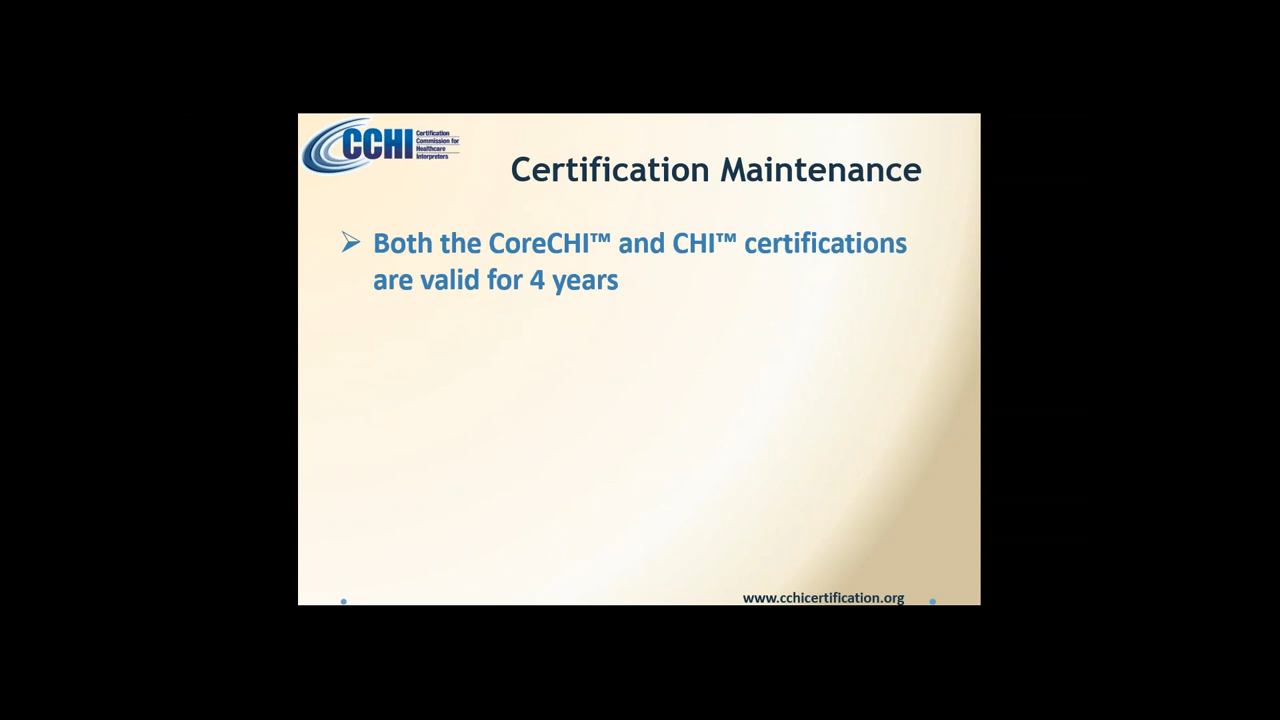 CCHI
Certification
Commission for
Healthcare
Interpreters
Certification Maintenance
Both the CoreCHI™ and CHI™ certifications
are valid for 4 years
www.cchicertification.org